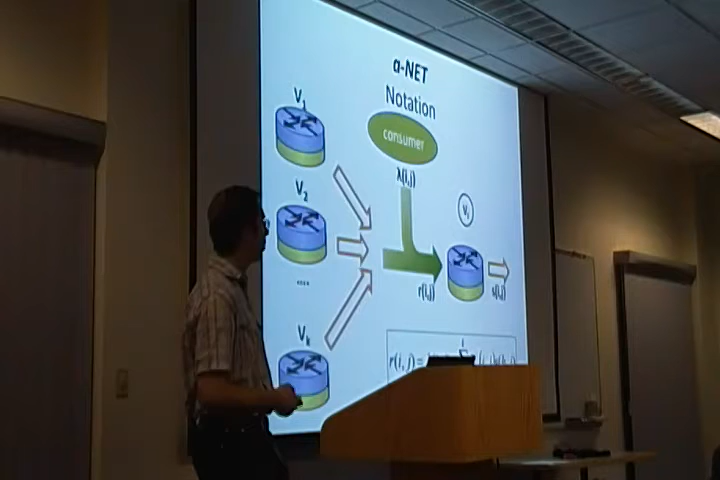 a-NET
Notation
V1
consumer
λ(i,j)
V2
Vi
r(i,j)
s(i,j)
....
Vk
r(i, j) =